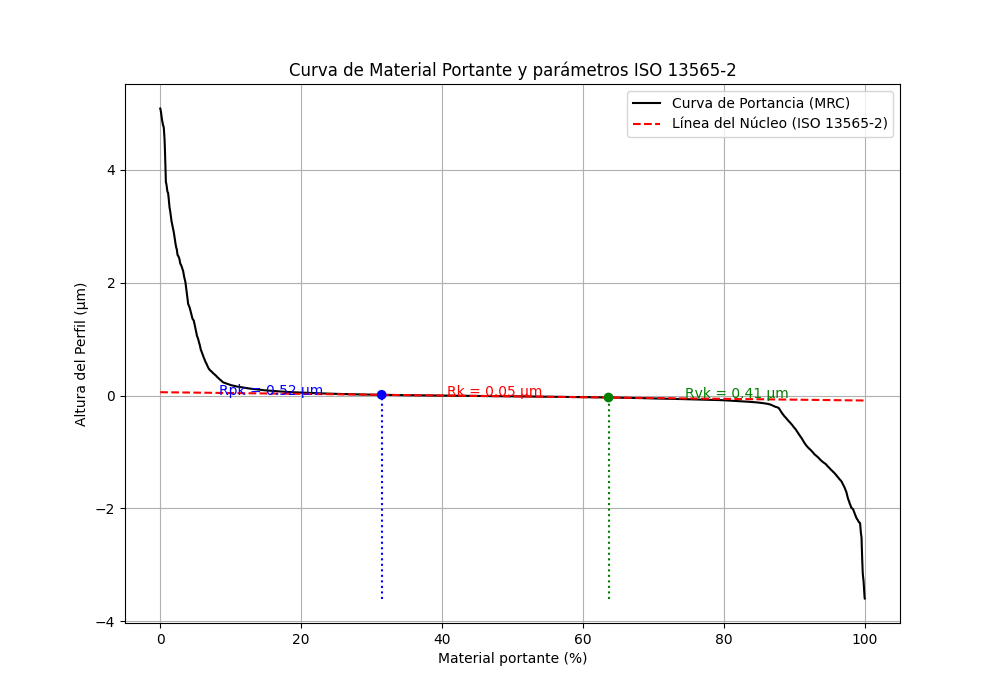 Curva de Material Portante y parámetros ISO 13565-2
Curva de Portancia (MRC)
Línea del Núcleo (ISO 13565-2)
Altura del Perfil (µm)
4
2
0
−2
−4
Rpk = 0.52 µm
Rk = 0.05 µm
Rvk = 0.41 µm
0
20
40
60
80
100
Material portante (%)